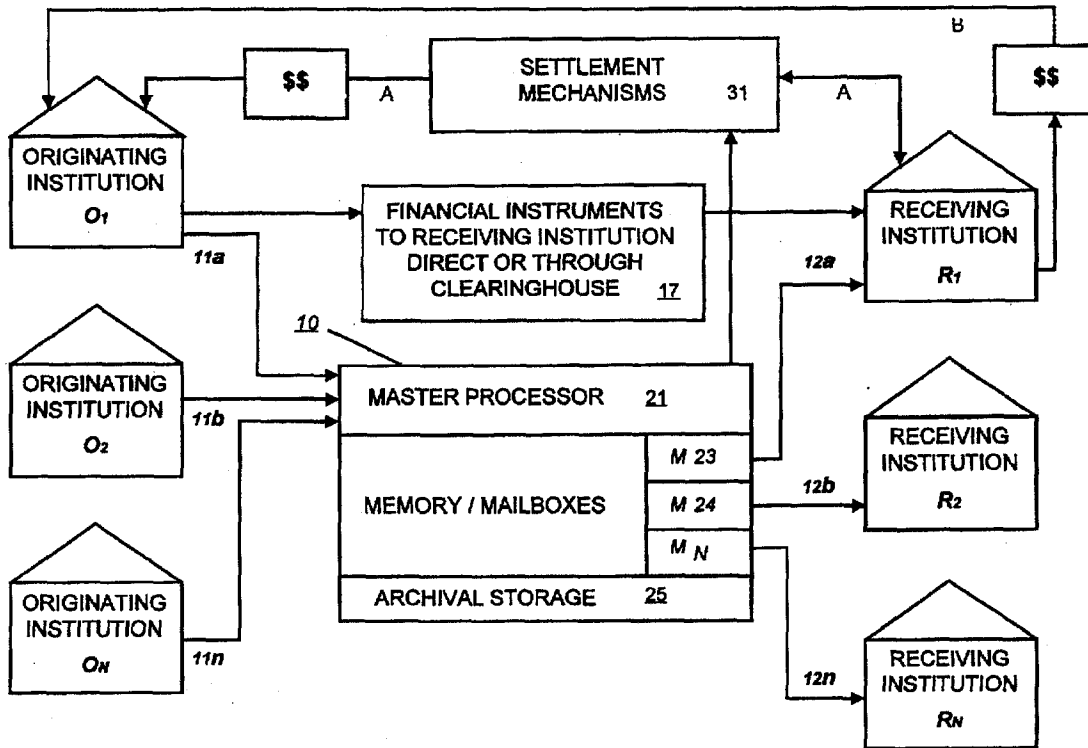 B
$$
SETTLEMENT
MECHANISMS 31
$$
A
A
ORIGINATING
INSTITUTION
O1
FINANCIAL INSTRUMENTS
TO RECEIVING INSTITUTION
DIRECT OR THROUGH
CLEARINGHOUSE 17
RECEIVING
INSTITUTION
R1
11a
12a
10
ORIGINATING
INSTITUTION
O2
11b
MASTER PROCESSOR 21
MEMORY / MAILBOXES
M 23
M 24
M N
ARCHIVAL STORAGE 25
12b
RECEIVING
INSTITUTION
R2
ORIGINATING
INSTITUTION
ON
11n
12n
RECEIVING
INSTITUTION
RN